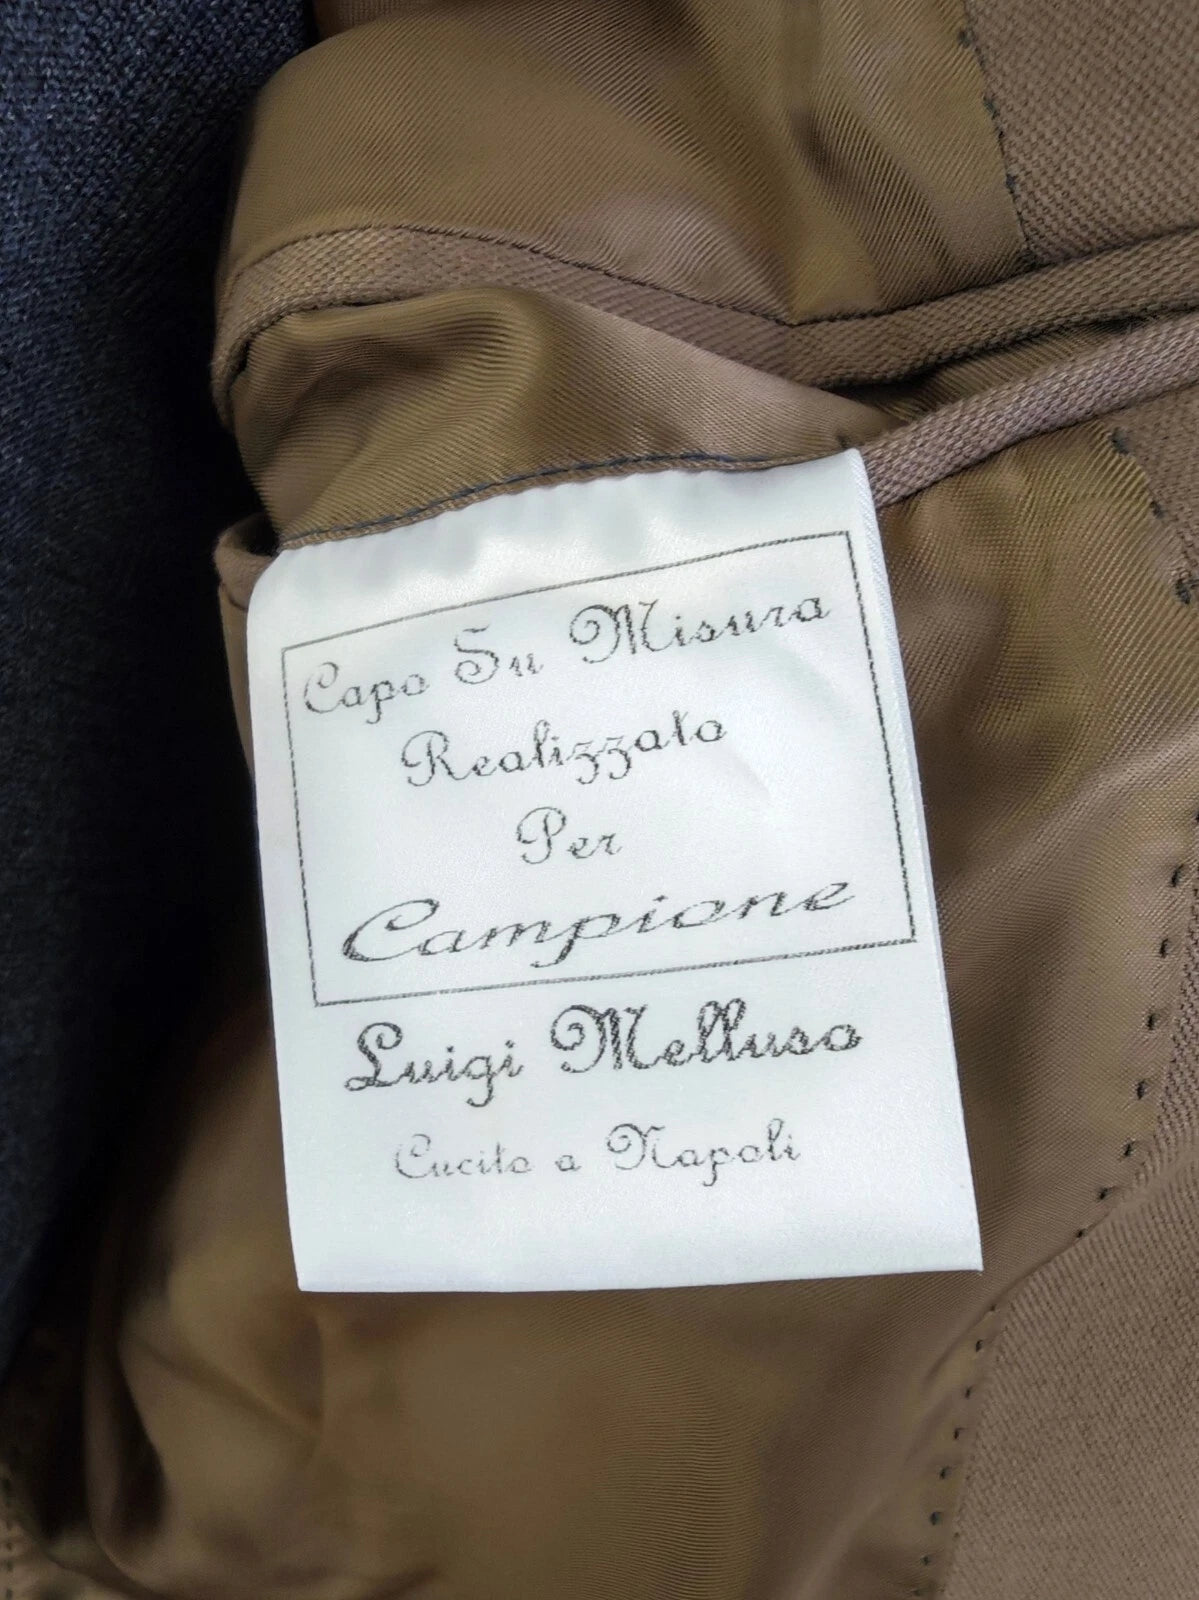 Capo Su Misura
Realizzato
Per
Campione
Luigi Melluso
Cucito a Napoli